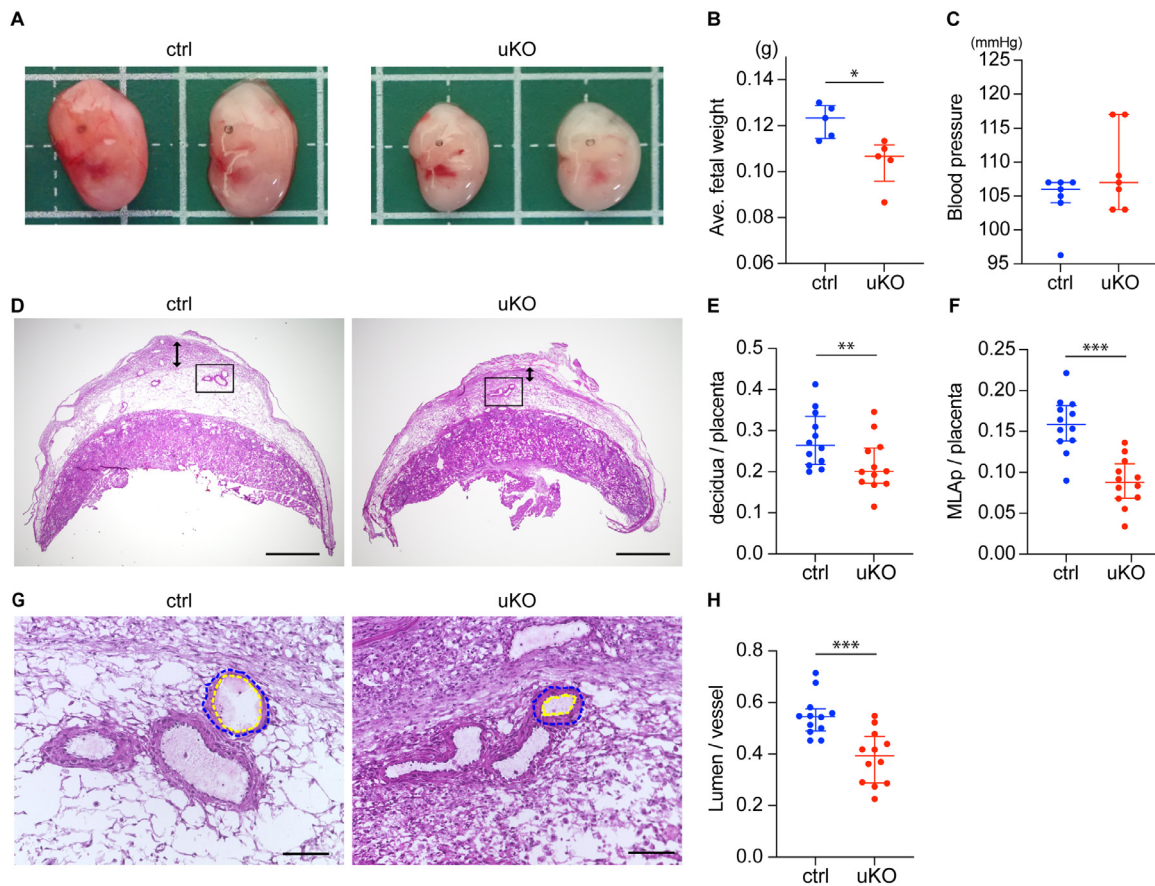 A
ctrl
uKO
B
(g)
*
Ave. fetal weight
0.12
0.10
0.08
0.06
ctrl
uKO
C
(mmHg)
Blood pressure
125
120
115
110
105
100
95
ctrl
uKO
D
ctrl
uKO
E
**
decidua / placenta
0.5
0.4
0.3
0.2
0.1
0.0
ctrl
uKO
F
***
MLAp / placenta
0.25
0.20
0.15
0.10
0.05
0.00
ctrl
uKO
G
ctrl
uKO
H
***
Lumen / vessel
0.8
0.6
0.4
0.2
0.0
ctrl
uKO